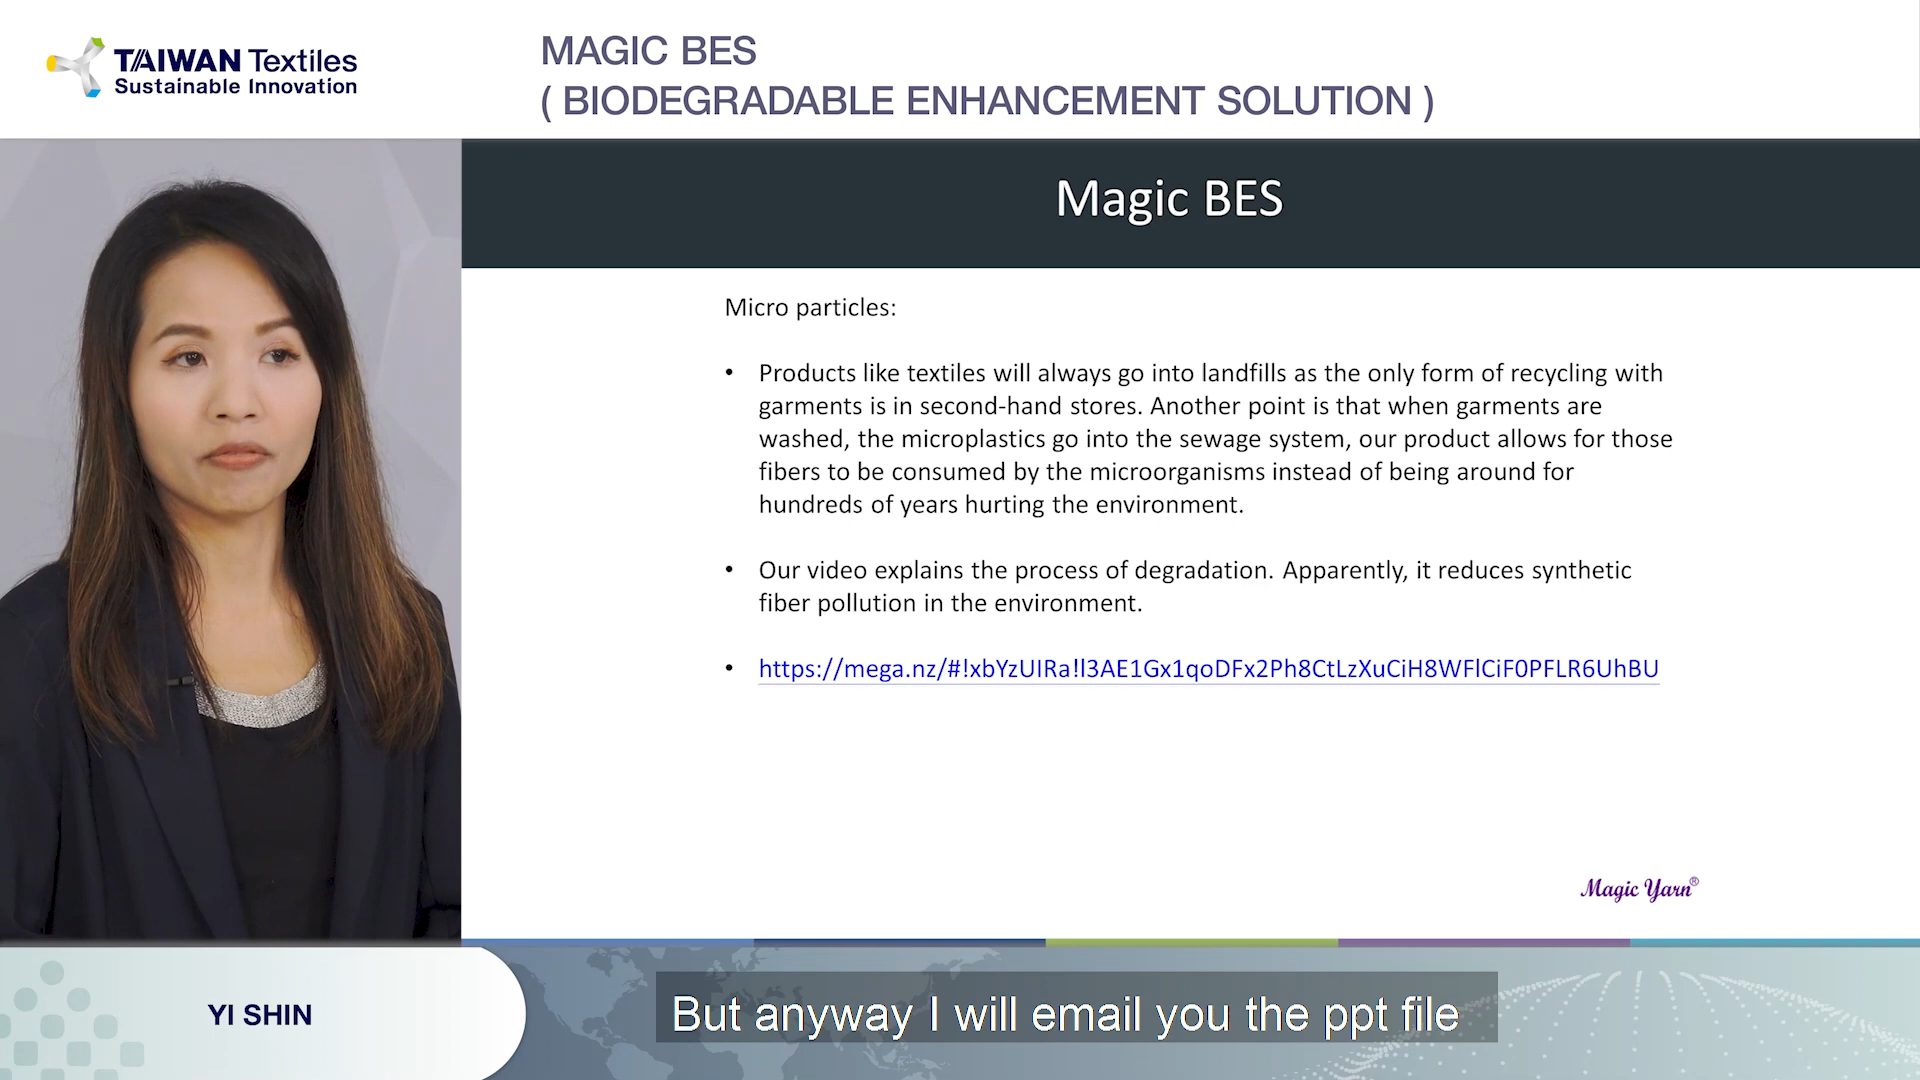 TAIWAN Textiles
Sustainable Innovation
MAGIC BES
( BIODEGRADABLE ENHANCEMENT SOLUTION )
Magic BES
Micro particles:
• Products like textiles will always go into landfills as the only form of recycling with
garments is in second-hand stores. Another point is that when garments are
washed, the microplastics go into the sewage system, our product allows for those
fibers to be consumed by the microorganisms instead of being around for
hundreds of years hurting the environment.
• Our video explains the process of degradation. Apparently, it reduces synthetic
fiber pollution in the environment.
• https://mega.nz/#!xbYzUIRa!l3AE1Gx1qoDFx2Ph8CtLzXuCiH8WFlCiF0PFLR6UhBU
Magic Yarn®
YI SHIN
But anyway I will email you the ppt file